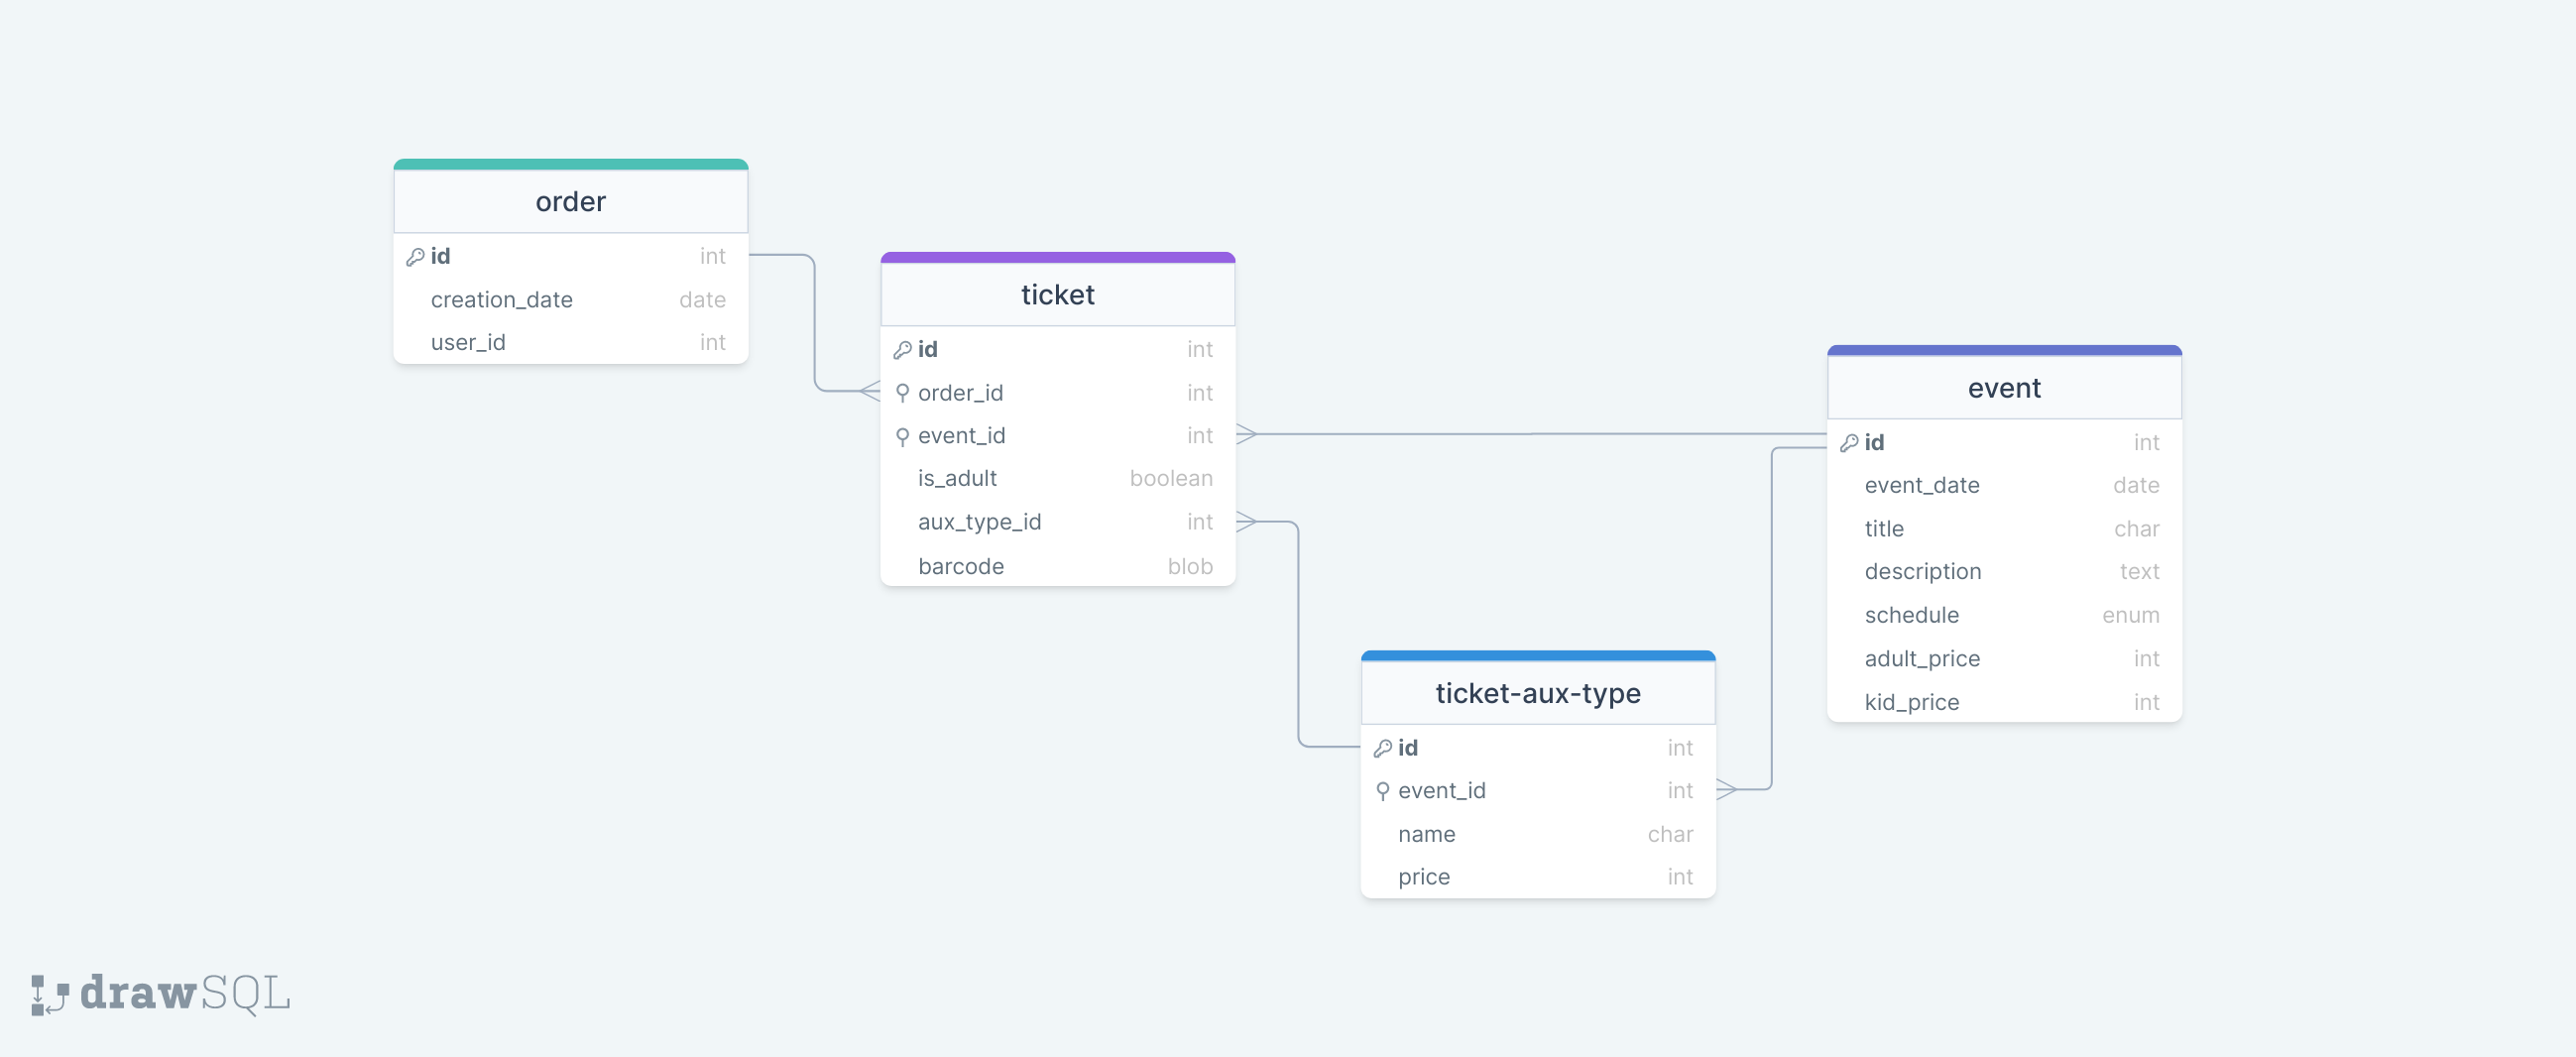 order
id int
creation_date date
user_id int
ticket
id int
order_id int
event_id int
is_adult boolean
aux_type_id int
barcode blob
event
id int
event_date date
title char
description text
schedule enum
adult_price int
kid_price int
ticket-aux-type
id int
event_id int
name char
price int
drawSQL